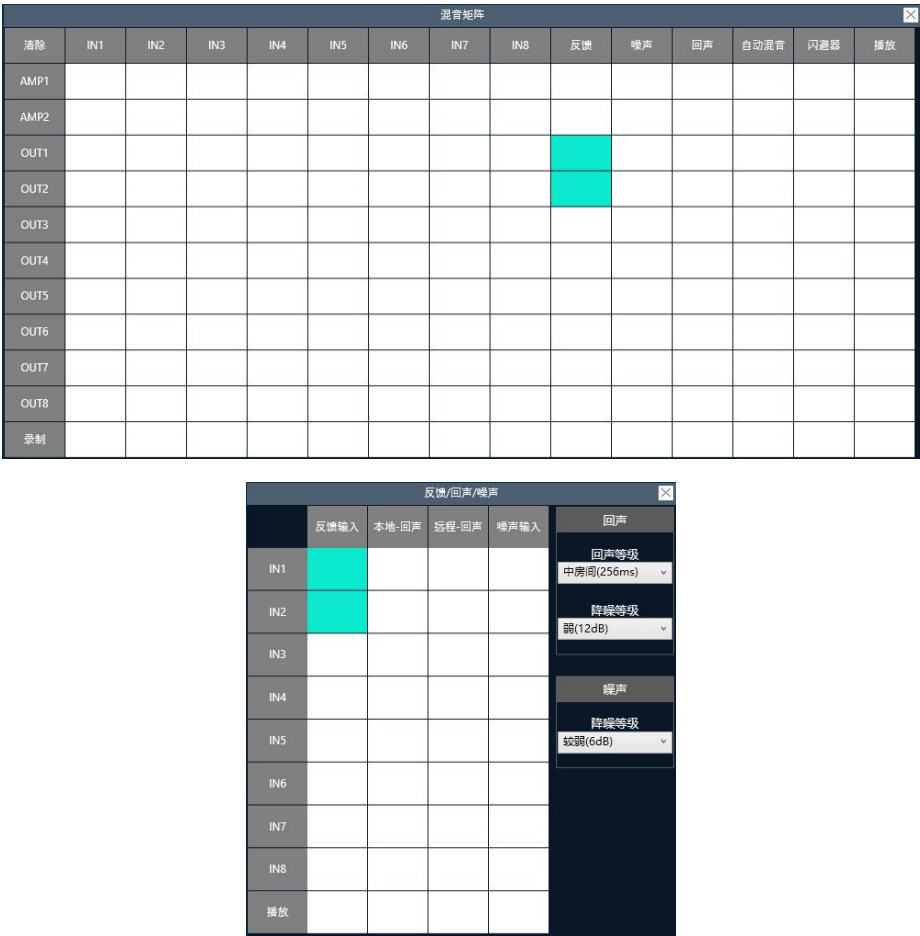 混音矩阵
清除 IN1 IN2 IN3 IN4 IN5 IN6 IN7 IN8 反馈 噪声 回声 自动混音 闪避器 播放
AMP1
AMP2
OUT1
OUT2
OUT3
OUT4
OUT5
OUT6
OUT7
OUT8
录制
反馈/回声/噪声
反馈输入 本地-回声 远程-回声 噪声输入
IN1
IN2
IN3
IN4
IN5
IN6
IN7
IN8
播放
回声
回声等级
中房间(256ms)
降噪等级
弱(12dB)
噪声
降噪等级
较弱(6dB)